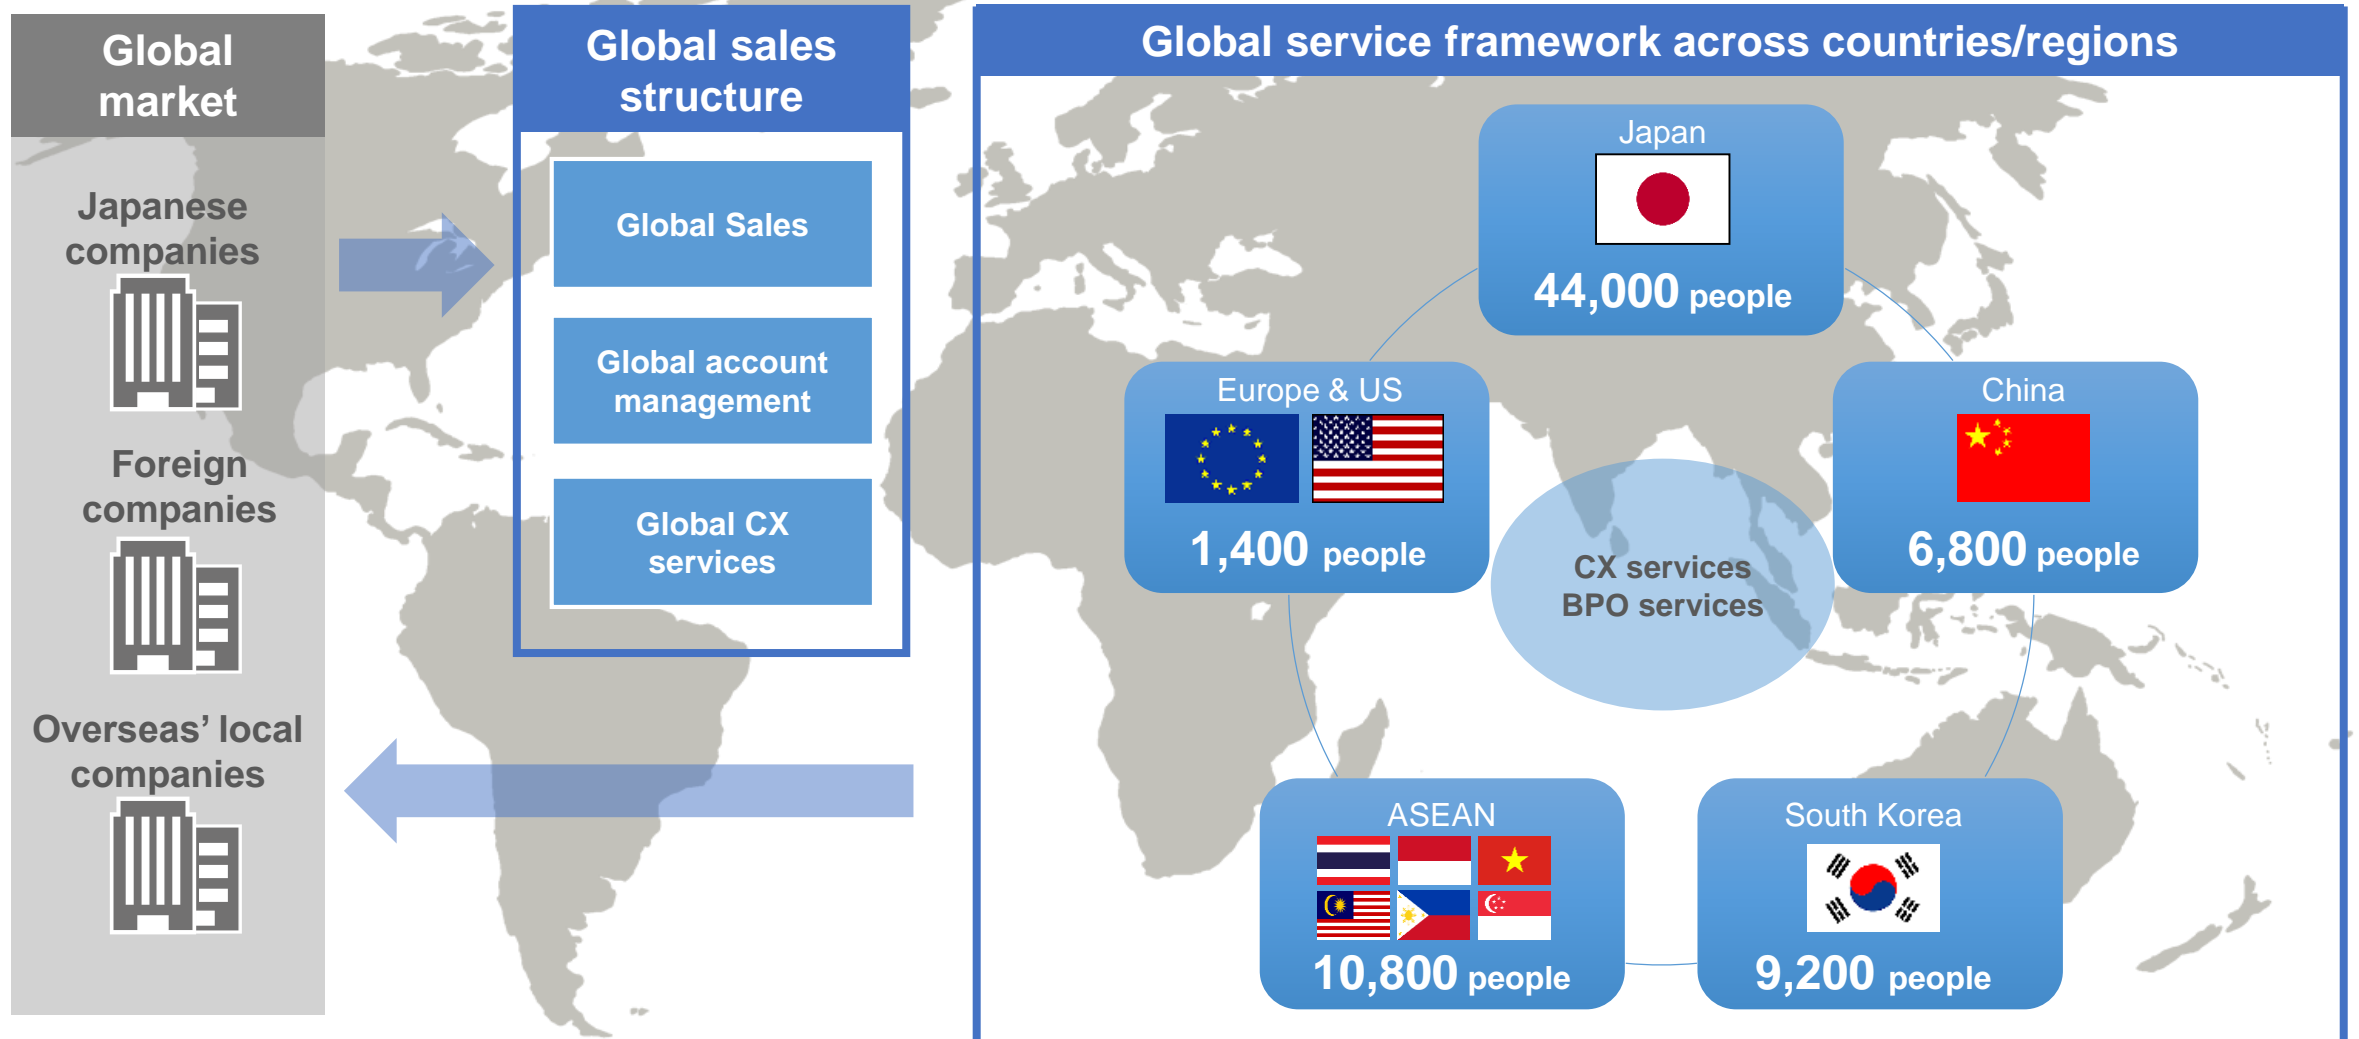 Global
market
Japanese
companies
Foreign
companies
Overseas’ local
companies
Global sales
structure
Global Sales
Global account
management
Global CX
services
Global service framework across countries/regions
Japan
44,000 people
Europe & US
1,400 people
China
6,800 people
CX services
BPO services
ASEAN
10,800 people
South Korea
9,200 people